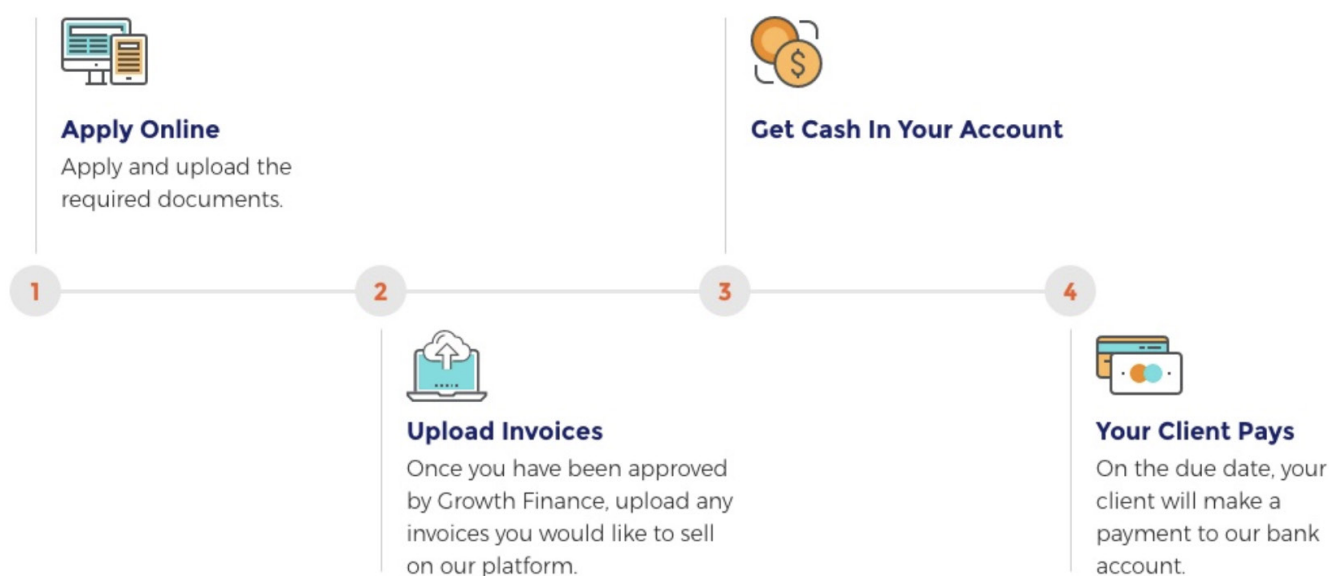 Apply Online
Apply and upload the
required documents.
Get Cash In Your Account
1
2
3
4
Upload Invoices
Once you have been approved
by Growth Finance, upload any
invoices you would like to sell
on our platform.
Your Client Pays
On the due date, your
client will make a
payment to our bank
account.